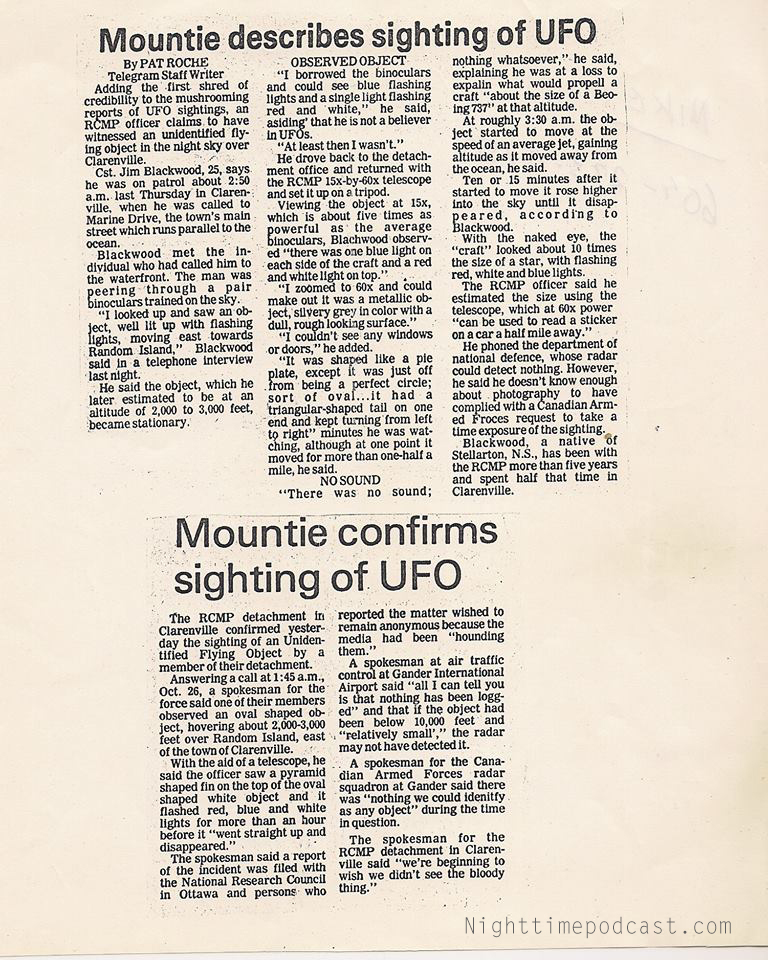 Mountie describes sighting of UFO
By PAT ROCHE
Telegram Staff Writer
Adding the first shred of
credibility to the mushrooming
reports of UFO sightings, an
RCMP officer claims to have
witnessed an unidentified fly-
ing object in the night sky over
Clarenville.
Cst. Jim Blackwood, 25, says
he was on patrol about 2:50
a.m. last Thursday in Claren-
ville, when he was called to
Marine Drive, the town's main
street which runs parallel to the
ocean.
Blackwood met the in-
dividual who had called him to
the waterfront. The man was
peering through a pair
binoculars trained on the sky.
"I looked up and saw an ob-
ject, well lit up with flashing
lights, moving east towards
Random Island," Blackwood
said in a telephone interview
last night.
He said the object, which he
later estimated to be at an
altitude of 2,000 to 3,000 feet,
became stationary.
OBSERVED OBJECT
"I borrowed the binoculars
and could see blue flashing
lights and a single light flashing
red and white," he said,
asiding' that he is not a believer
in UFOs.
"At least then I wasn't."
He drove back to the detach-
ment office and returned with
the RCMP 15x-by-60x telescope
and set it up on a tripod.
Viewing the object at 15x,
which is about five times as
powerful as the average
binoculars, Blachwood observ-
ed "there was one blue light on
each side of the craft and a red
and white light on top."
"I zoomed to 60x and could
make out it was a metallic ob-
ject, silvery grey in color with a
dull, rough looking surface."
"I couldn't see any windows
or doors," he added.
"It was shaped like a pie
plate, except it was just off
from being a perfect circle;
sort of oval...it had a
triangular-shaped tail on one
end and kept turning from left
to right" minutes he was wat-
ching, although at one point it
moved for more than one-half a
mile, he said.
NO SOUND
"There was no sound;
nothing whatsoever," he said,
explaining he was at a loss to
expalin what would propell a
craft "about the size of a Boe-
ing 737" at that altitude.
At roughly 3:30 a.m. the ob-
ject started to move at the
speed of an average jet, gaining
altitude as it moved away from
the ocean, he said.
Ten or 15 minutes after it
started to move it rose higher
into the sky until it disap-
peared, according to
Blackwood.
With the naked eye, the
"craft" looked about 10 times
the size of a star, with flashing
red, white and blue lights.
The RCMP officer said he
estimated the size using the
telescope, which at 60x power
"can be used to read a sticker
on a car a half mile away."
He phoned the department of
national defence, whose radar
could detect nothing. However,
he said he doesn't know enough
about photography to have
complied with a Canadian Arm-
ed Froces request to take a
time exposure of the sighting.
Blackwood, a native of
Stellarton, N.S., has been with
the RCMP more than five years
and spent half that time in
Clarenville.
Mountie confirms
sighting of UFO
The RCMP detachment in
Clarenville confirmed yester-
day the sighting of an Uniden-
tified Flying Object by a
member of their detachment.
Answering a call at 1:45 a.m.,
Oct. 26, a spokesman for the
force said one of their members
observed an oval shaped ob-
ject, hovering about 2,000-3,000
feet over Random Island, east
of the town of Clarenville.
With the aid of a telescope, he
said the officer saw a pyramid
shaped fin on the top of the oval
shaped white object and it
flashed red, blue and white
lights for more than an hour
before it "went straight up and
disappeared."
The spokesman said a report
of the incident was filed with
the National Research Council
in Ottawa and persons who
reported the matter wished to
remain anonymous because the
media had been "hounding
them."
A spokesman at air traffic
control at Gander International
Airport said "all I can tell you
is that nothing has been logg-
ed" and that if the object had
been below 10,000 feet and
"relatively small'," the radar
may not have detected it.
A spokesman for the Cana-
dian Armed Forces radar
squadron at Gander said there
was "nothing we could idenitfy
as any object" during the time
in question.
The spokesman for the
RCMP detachment in Claren-
ville said "we're beginning to
wish we didn't see the bloody
thing."
Nighttimepodcast.com